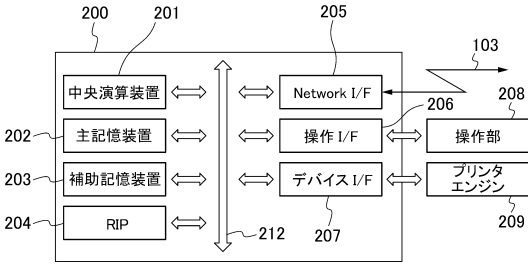 200
201
205
103
中央演算装置
Network I/F
206
208
202
主記憶装置
操作 I/F
操作部
203
補助記憶装置
デバイス I/F
プリンタ
エンジン
204
RIP
212
207
209